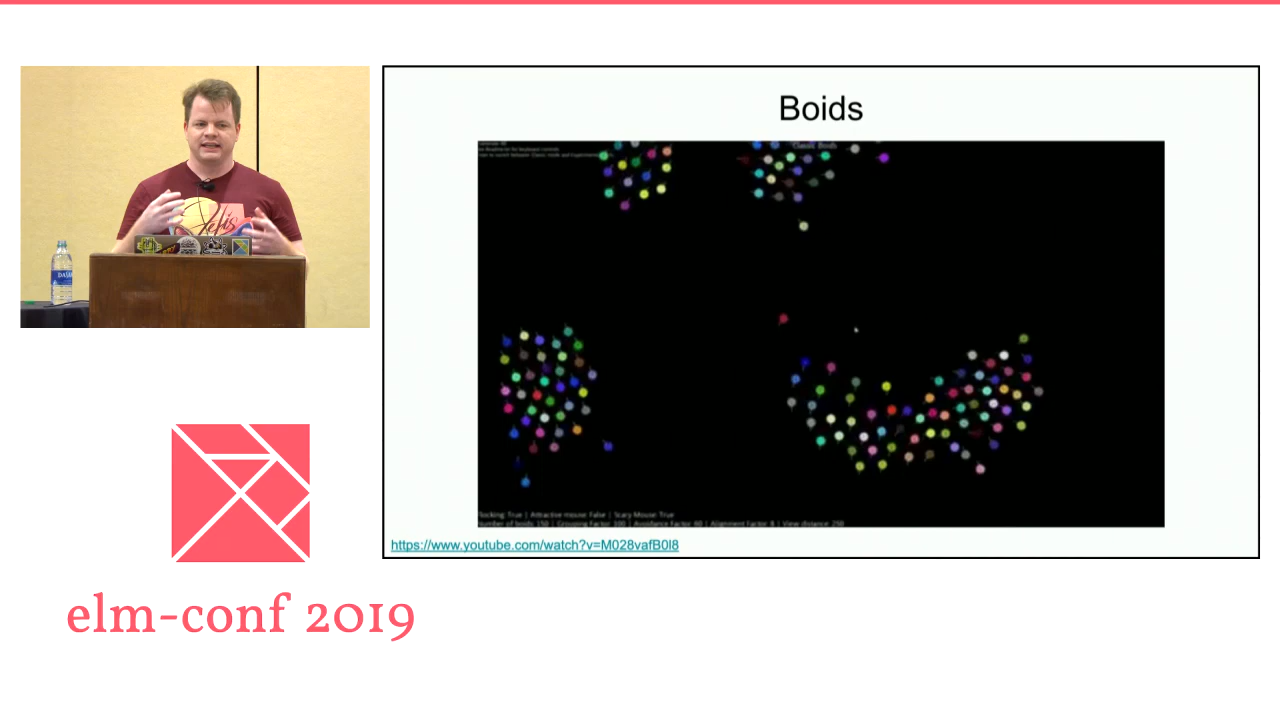 Boids
Classic Boids
Flocking: True | Attractive mouse: False | Scary Mouse: True
Number of boids: 150 | Grouping Factor: 100 | Avoidance Factor: 60 | Alignment Factor: 8 | View distance: 250
https://www.youtube.com/watch?v=M028vafB0l8
elm-conf 2019